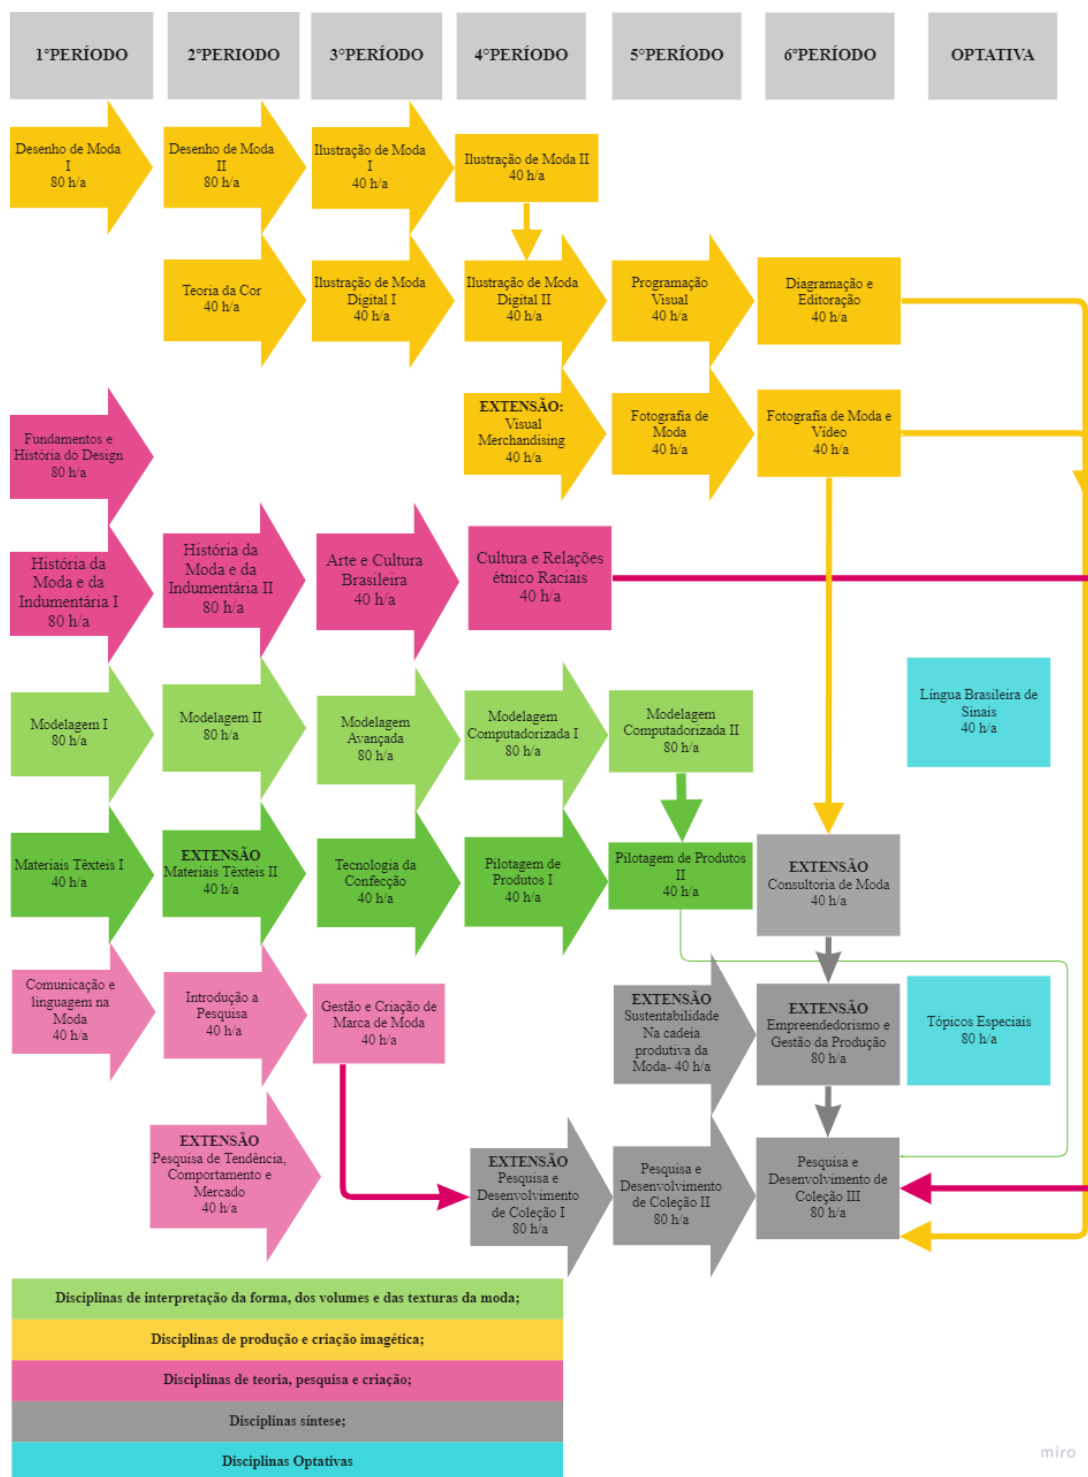 1°PERÍODO
2°PERIODO
3°PERÍODO
4°PERÍODO
5°PERÍODO
6°PERÍODO
OPTATIVA
Desenho de Moda
I
80 h/a
Desenho de Moda
II
80 h/a
Ilustração de Moda
I
40 h/a
Ilustração de Moda II
40 h/a
Teoria da Cor
40 h/a
Ilustração de Moda
Digital I
40 h/a
Ilustração de Moda
Digital II
40 h/a
Programação
Visual
40 h/a
Diagramação e
Editoração
40 h/a
EXTENSÃO:
Visual
Merchandising
40 h/a
Fotografia de
Moda
40 h/a
Fotografia de Moda e
Vídeo
40 h/a
Fundamentos e
História do Design
80 h/a
História da
Moda e da
Indumentária I
80 h/a
História da
Moda e da
Indumentária II
80 h/a
Arte e Cultura
Brasileira
40 h/a
Cultura e Relações
étnico Raciais
40 h/a
Modelagem I
80 h/a
Modelagem II
80 h/a
Modelagem
Avançada
80 h/a
Modelagem
Computadorizada I
80 h/a
Modelagem
Computadorizada II
80 h/a
Língua Brasileira de
Sinais
40 h/a
Materiais Têxteis I
40 h/a
EXTENSÃO
Materiais Têxteis II
40 h/a
Tecnologia da
Confecção
40 h/a
Pilotagem de
Produtos I
40 h/a
Pilotagem de Produtos
II
40 h/a
EXTENSÃO
Consultoria de Moda
40 h/a
Comunicação e
linguagem na
Moda
40 h/a
Introdução a
Pesquisa
40 h/a
Gestão e Criação de
Marca de Moda
40 h/a
EXTENSÃO
Sustentabilidade
Na cadeia
produtiva da
Moda- 40 h/a
EXTENSÃO
Empreendedorismo e
Gestão da Produção
80 h/a
Tópicos Especiais
80 h/a
EXTENSÃO
Pesquisa de Tendência,
Comportamento e
Mercado
40 h/a
EXTENSÃO
Pesquisa e
Desenvolvimento
de Coleção I
80 h/a
Pesquisa e
Desenvolvimento
de Coleção II
80 h/a
Pesquisa e
Desenvolvimento de
Coleção III
80 h/a
Disciplinas de interpretação da forma, dos volumes e das texturas da moda;
Disciplinas de produção e criação imagética;
Disciplinas de teoria, pesquisa e criação;
Disciplinas síntese;
Disciplinas Optativas
miro